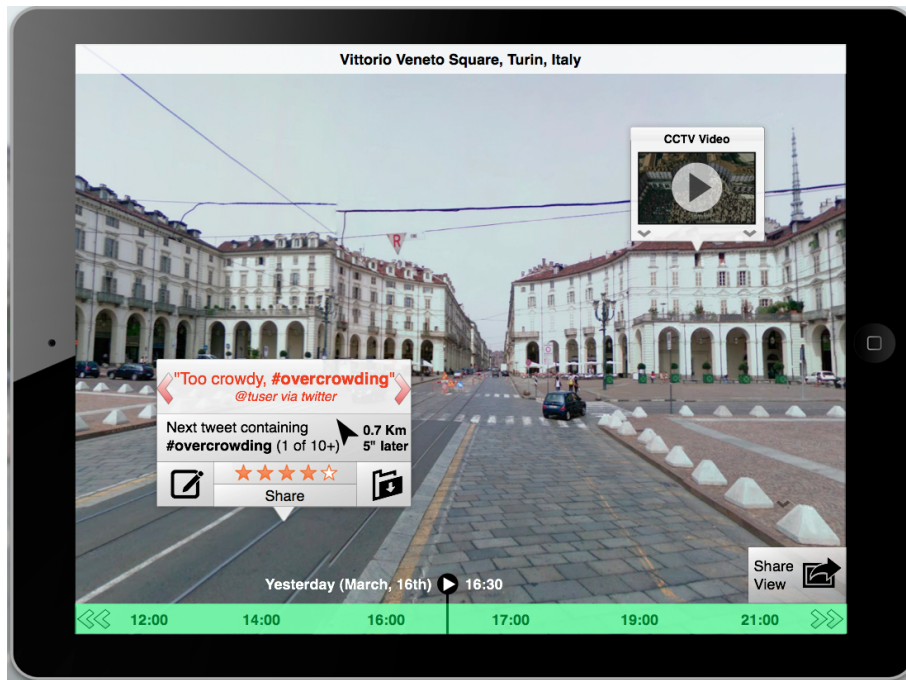 Vittorio Veneto Square, Turin, Italy
CCTV Video
R
"Too crowdy, #overcrowding"
@tuser via twitter
Next tweet containing
#overcrowding (1 of 10+)
0.7 Km
5" later
Share
Share
View
Yesterday (March, 16th) 16:30
12:00 14:00 16:00 17:00 19:00 21:00